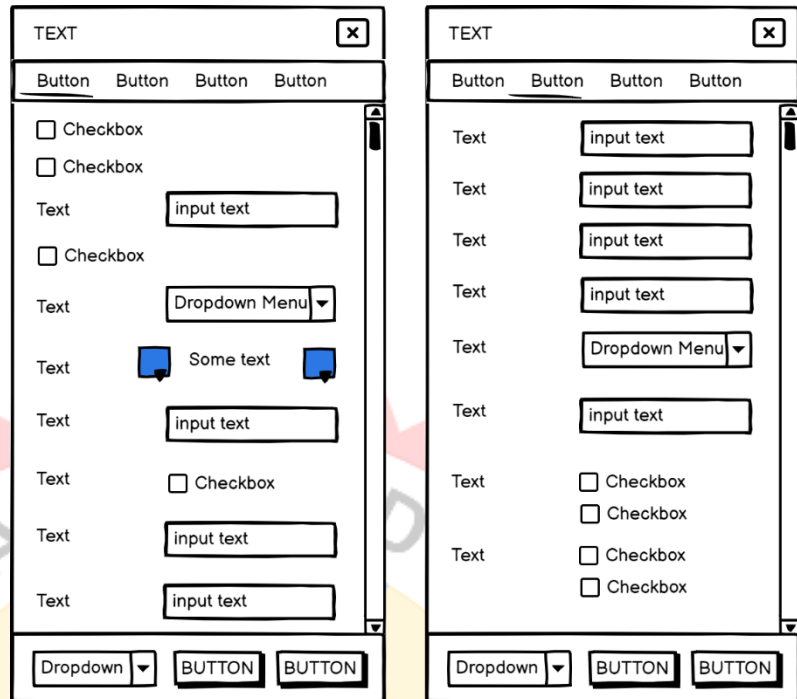 TEXT
Button Button Button Button
Checkbox
Checkbox
Text input text
Checkbox
Text Dropdown Menu
Text Some text
Text input text
Text Checkbox
Text input text
Text input text
Dropdown BUTTON BUTTON
TEXT
Button Button Button Button
Text input text
Text input text
Text input text
Text input text
Text Dropdown Menu
Text input text
Text Checkbox
Checkbox
Text Checkbox
Checkbox
Dropdown BUTTON BUTTON